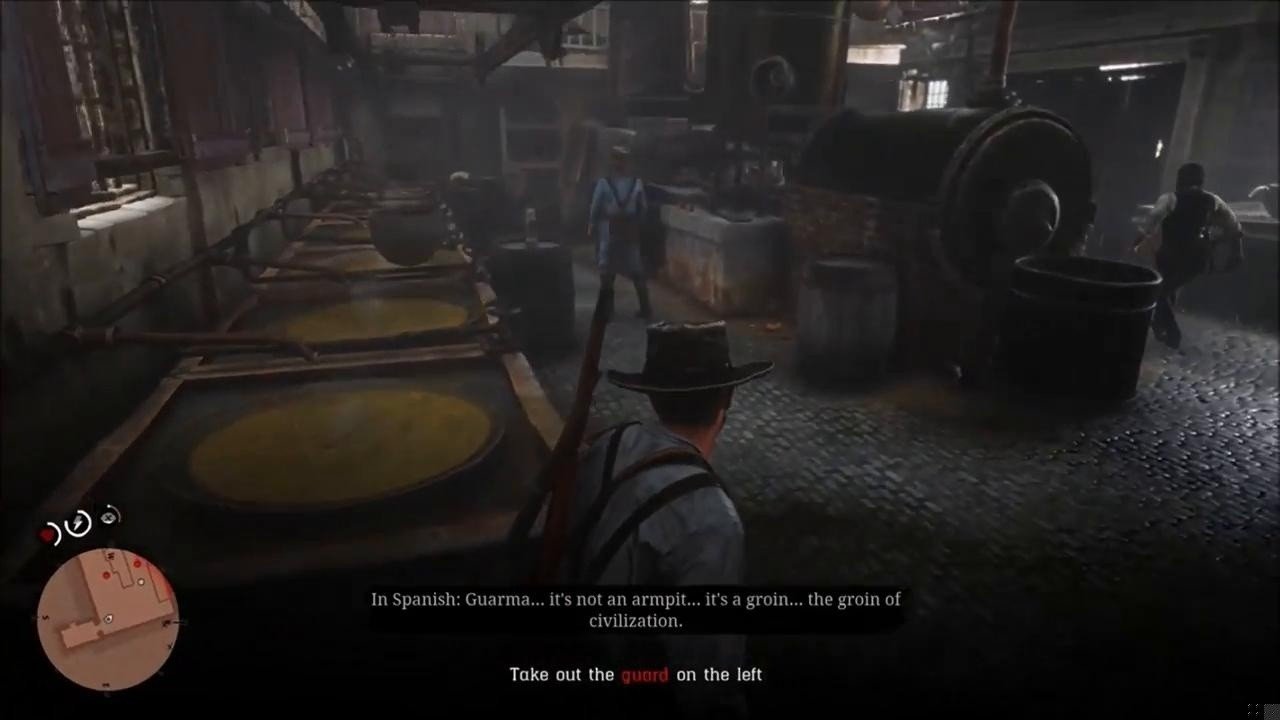 In Spanish: Guarma... it's not an armpit... it's a groin... the groin of
civilization.
Take out the guard on the left